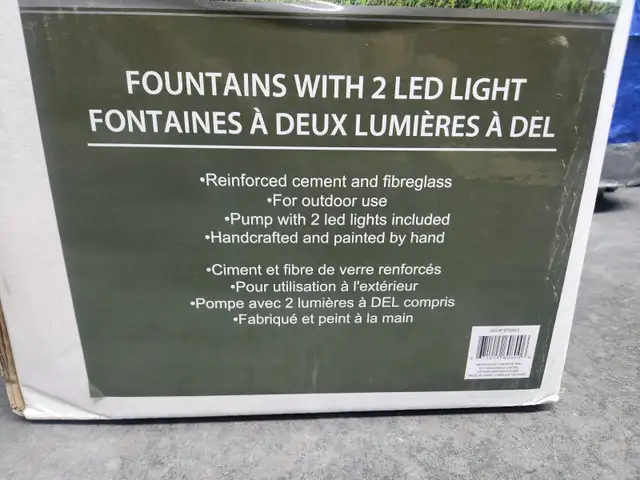 FOUNTAINS WITH 2 LED LIGHT
FONTAINES À DEUX LUMIÈRES À DEL
•Reinforced cement and fibreglass
•For outdoor use
•Pump with 2 led lights included
•Handcrafted and painted by hand
•Ciment et fibre de verre renforcés
•Pour utilisation à l'extérieur
•Pompe avec 2 lumières à DEL compris
•Fabriqué et peint à la main